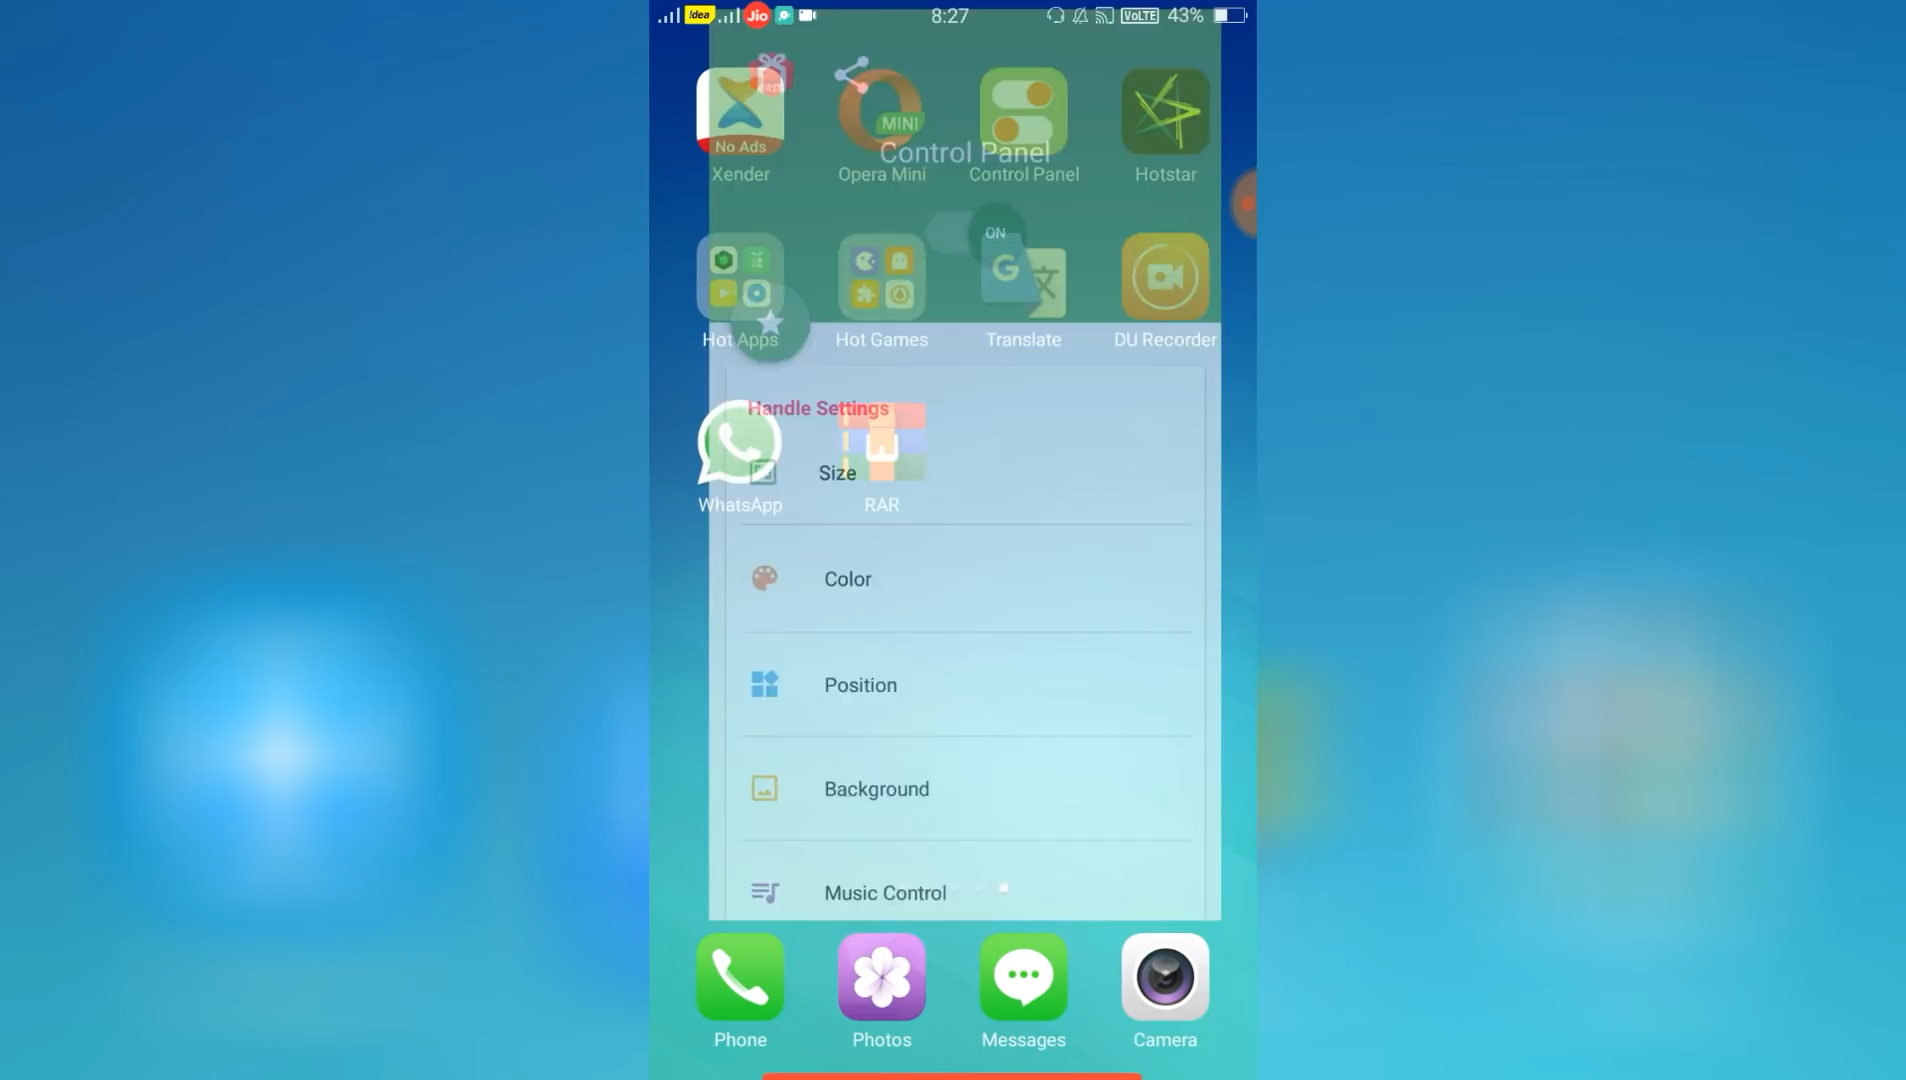 !dea Jio 8:27 VoLTE 43%
No Ads
MINI
Control Panel
Xender Opera Mini Control Panel Hotstar
ON
G
Hot Apps Hot Games Translate DU Recorder
Handle Settings
Size
WhatsApp RAR
Color
Position
Background
Music Control
Phone Photos Messages Camera